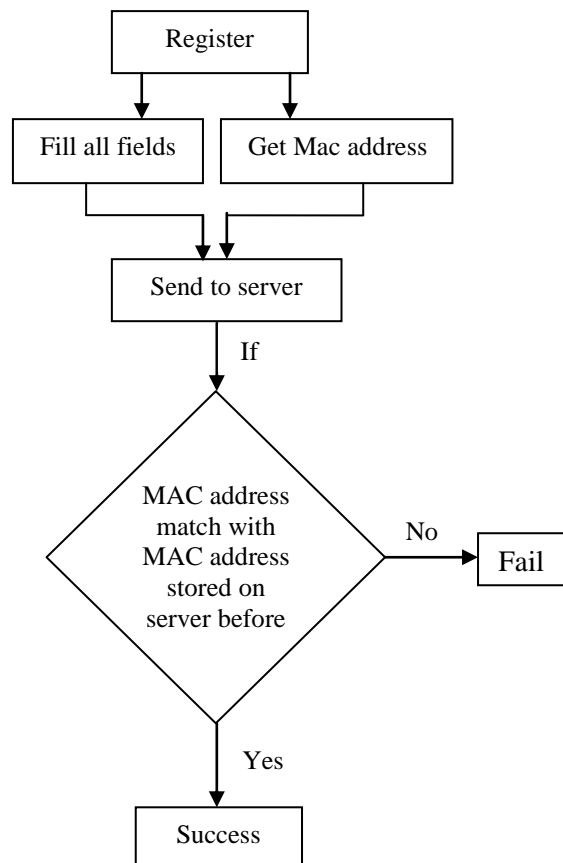 Register
Fill all fields
Get Mac address
Send to server
If
MAC address
match with
MAC address
stored on
server before
No
Fail
Yes
Success